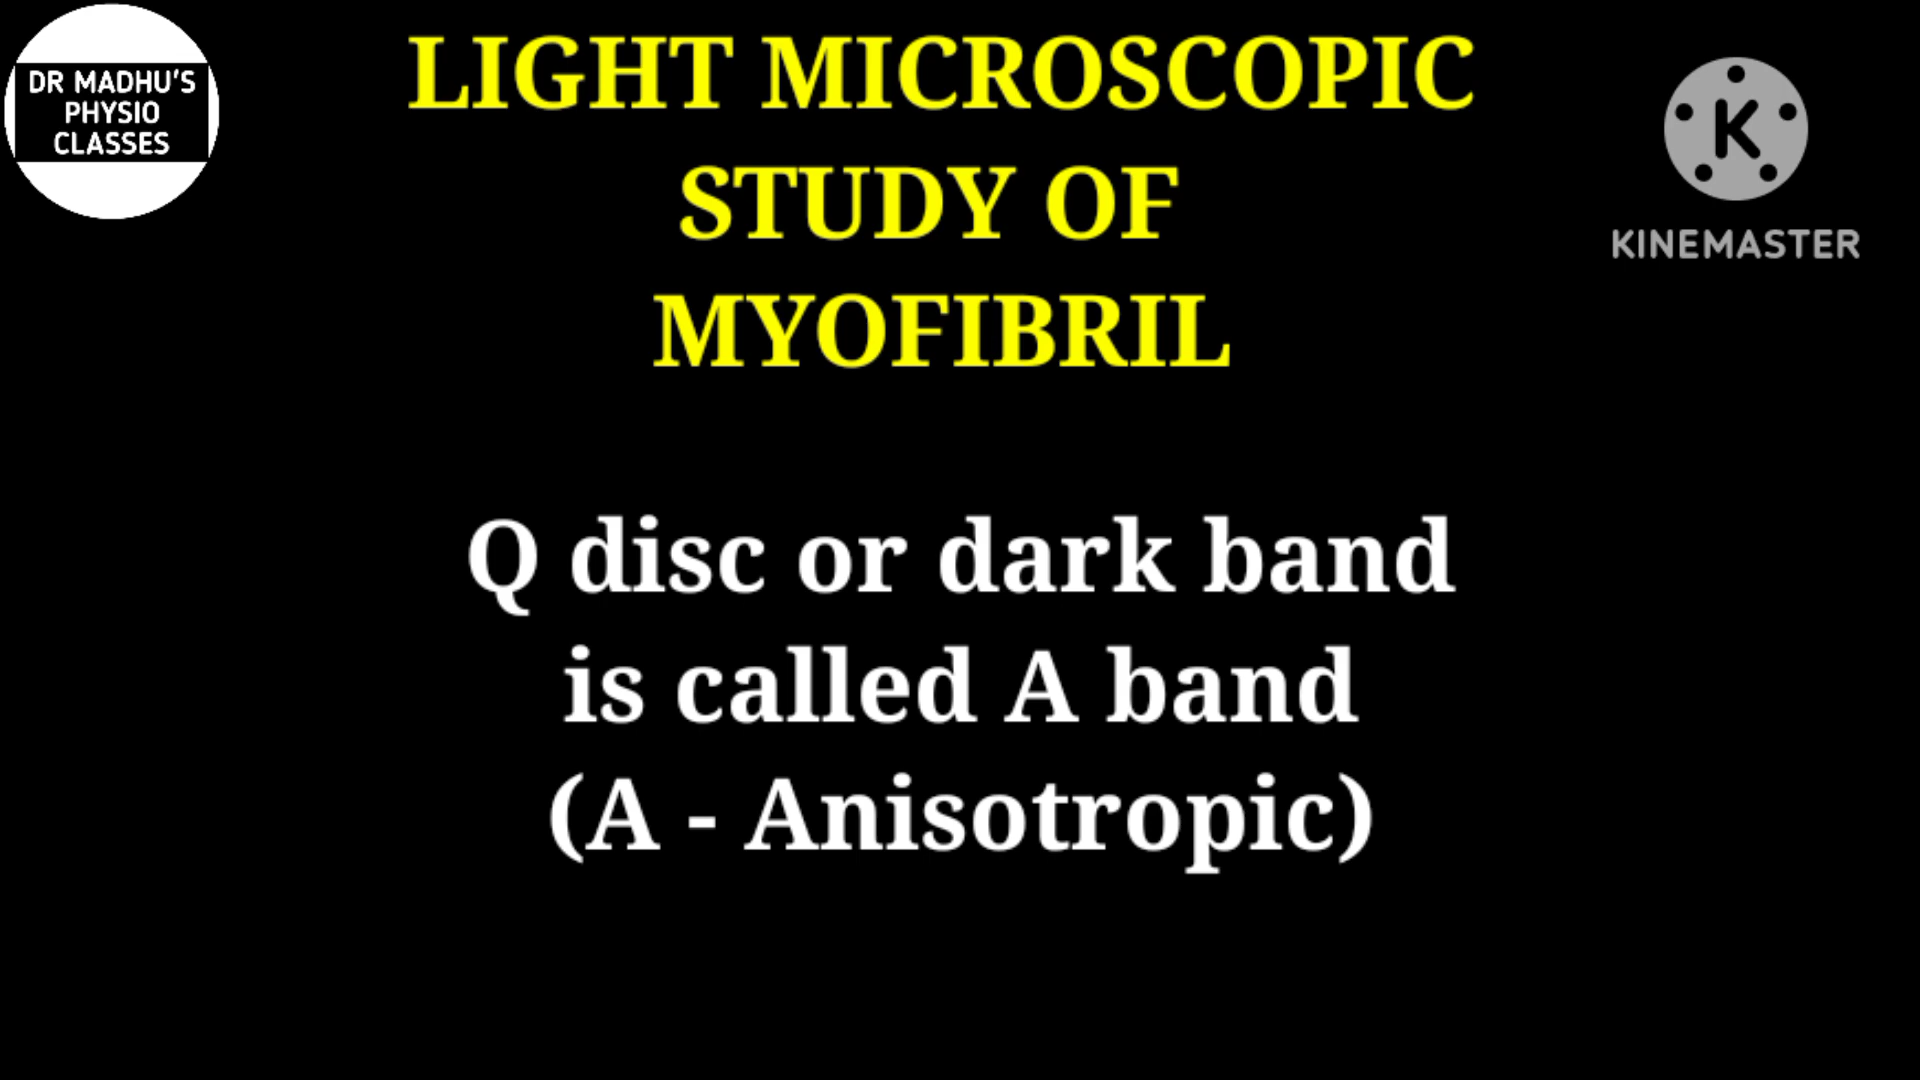 DR MADHU'S
PHYSIO
CLASSES
LIGHT MICROSCOPIC
STUDY OF
MYOFIBRIL
K
KINEMASTER
Q disc or dark band
is called A band
(A - Anisotropic)